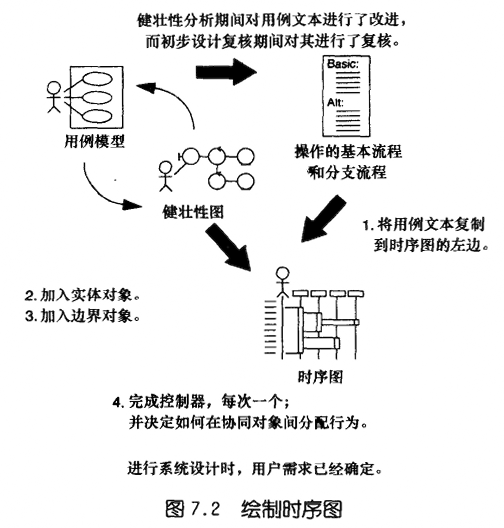 健壮性分析期间对用例文本进行了改进，
而初步设计复核期间对其进行了复核。
Basic:
Alt:
用例模型
操作的基本流程
和分支流程
健壮性图
1. 将用例文本复制
到时序图的左边。
2. 加入实体对象。
3. 加入边界对象。
时序图
4. 完成控制器，每次一个；
并决定如何在协同对象间分配行为。
进行系统设计时，用户需求已经确定。
图 7.2 绘制时序图